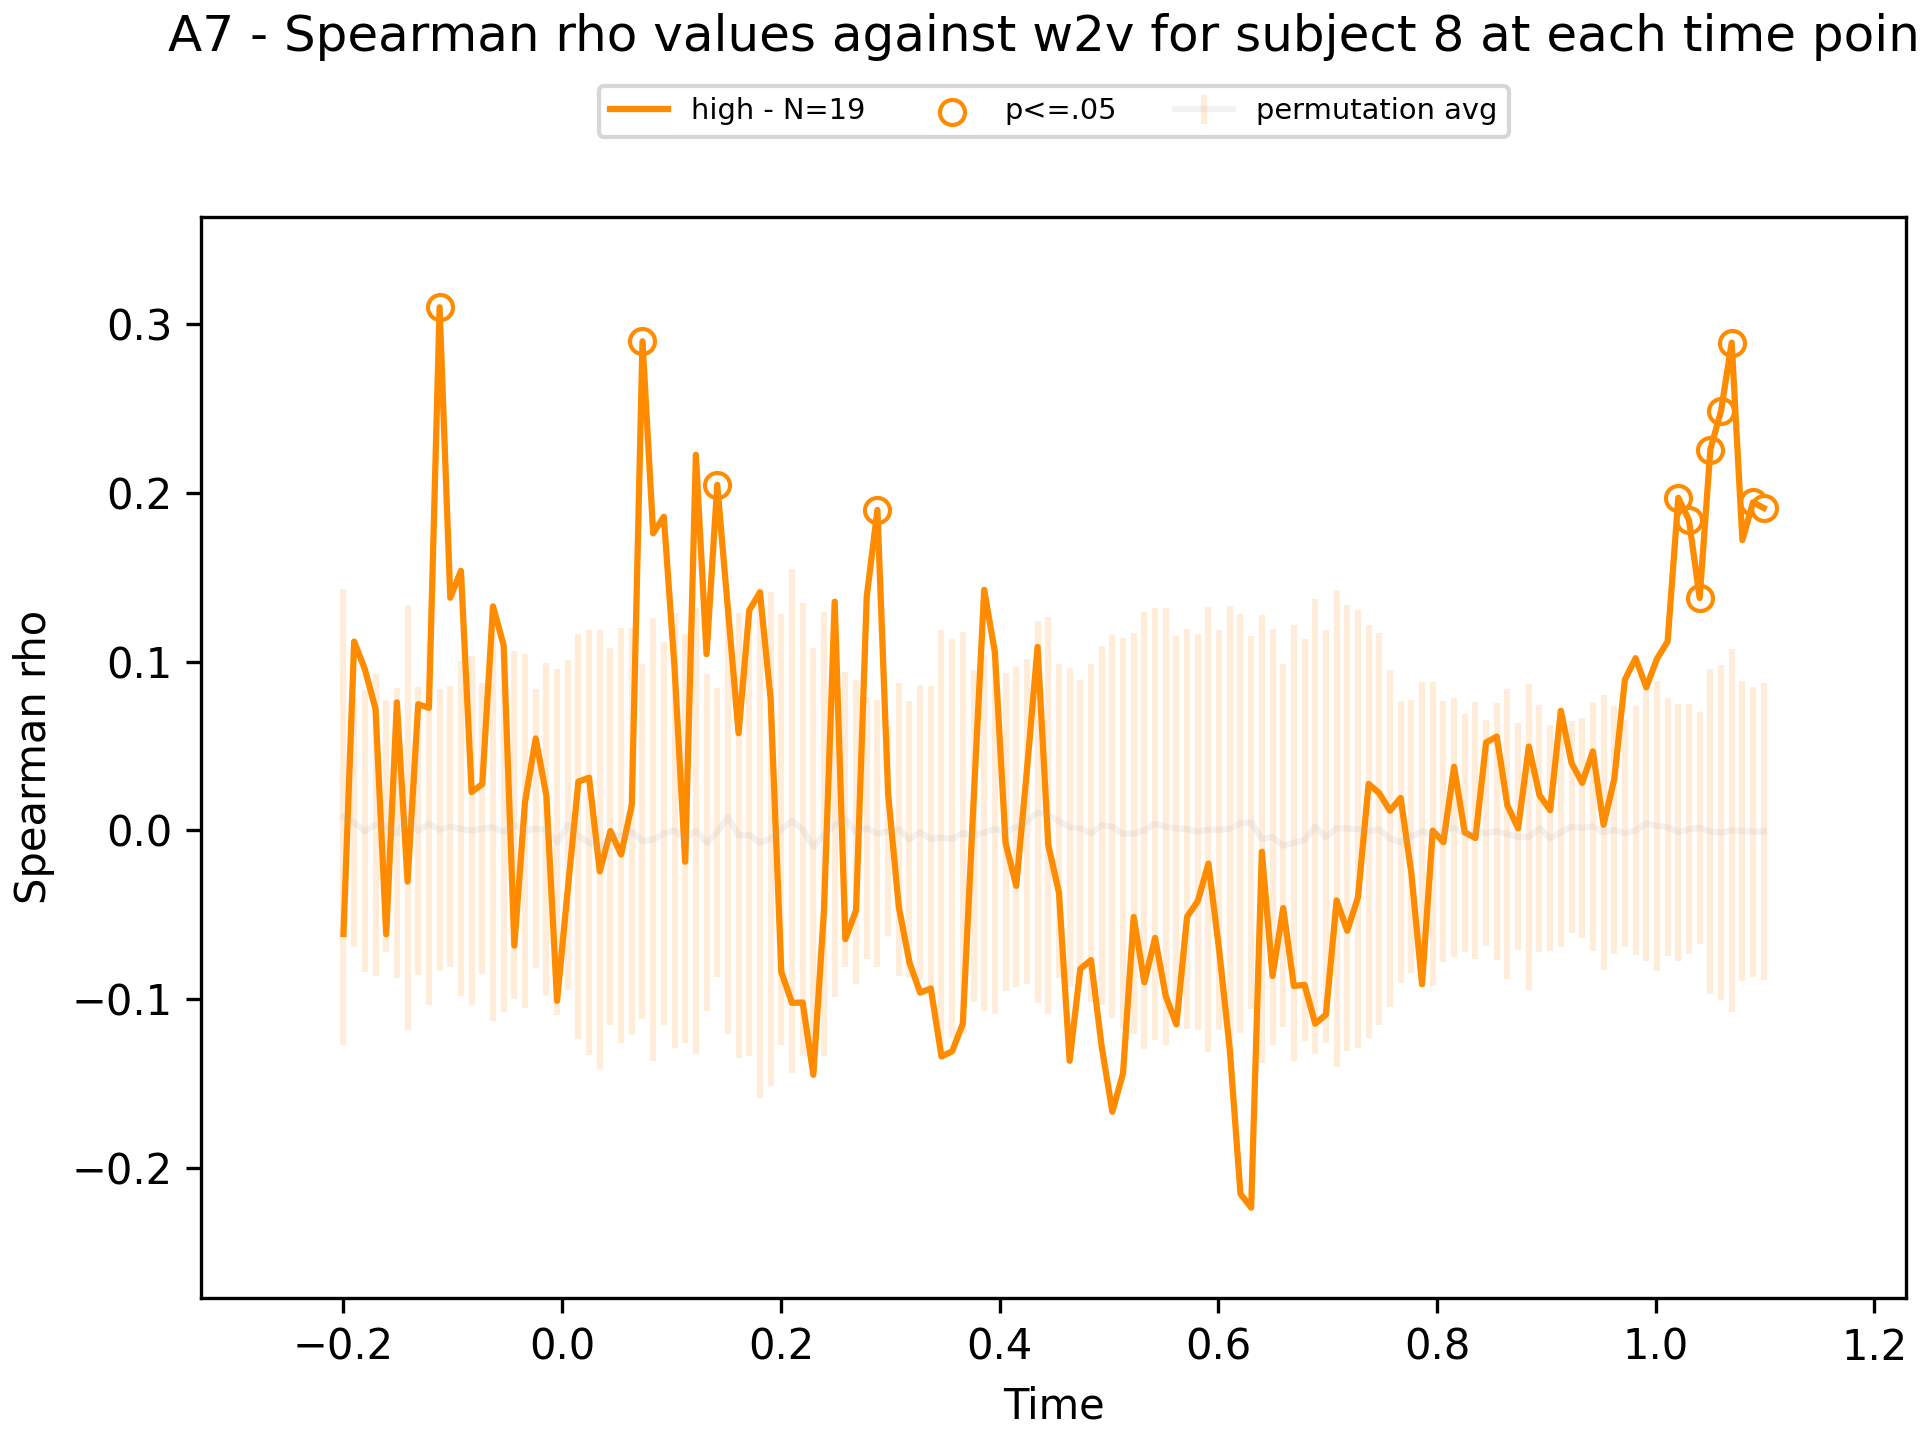 A7 - Spearman rho values against w2v for subject 8 at each time poin
high - N=19 p<=.05 permutation avg
0.3
0.2
0.1
0.0
−0.1
−0.2
Spearman rho
−0.2 0.0 0.2 0.4 0.6 0.8 1.0 1.2
Time